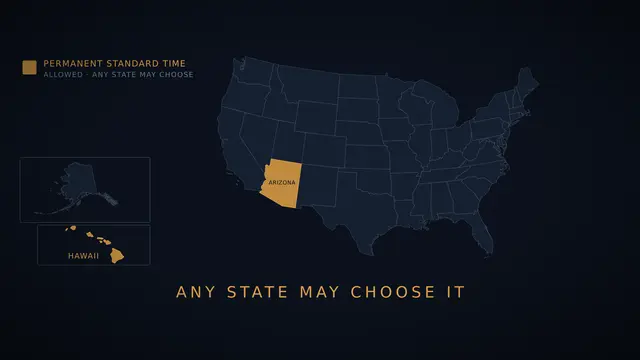 PERMANENT STANDARD TIME
ALLOWED · ANY STATE MAY CHOOSE
ARIZONA
HAWAII
ANY STATE MAY CHOOSE IT